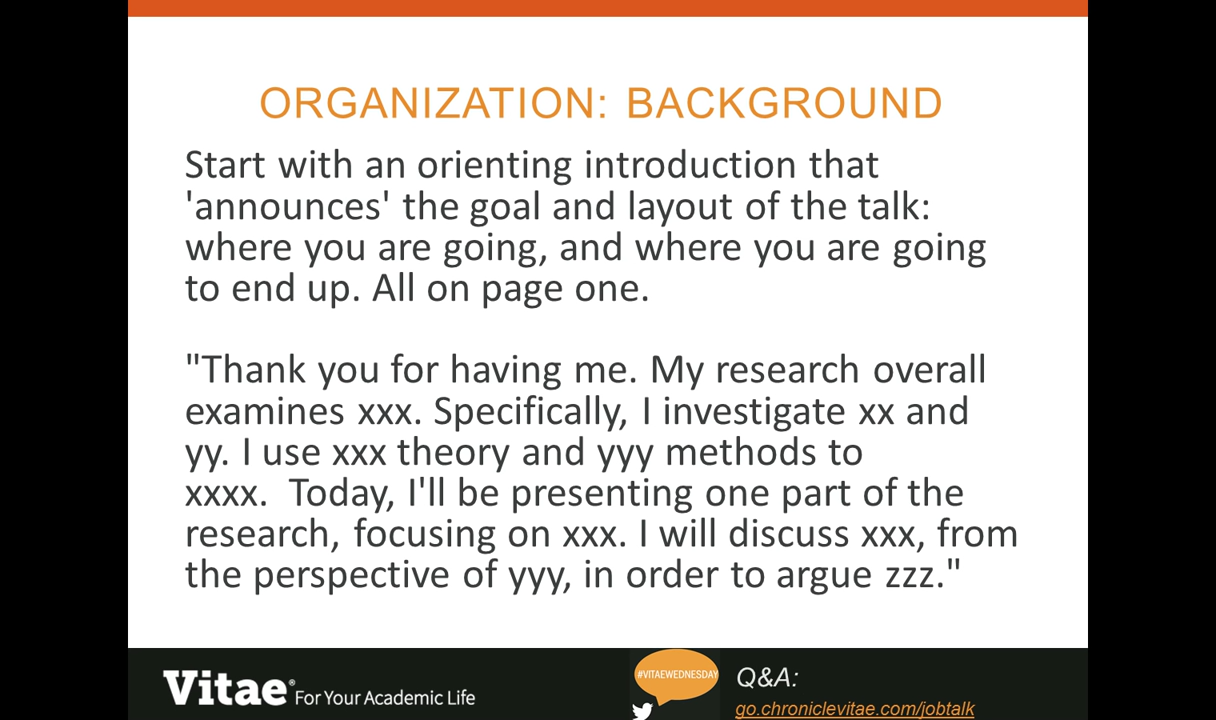 ORGANIZATION: BACKGROUND
Start with an orienting introduction that
'announces' the goal and layout of the talk:
where you are going, and where you are going
to end up. All on page one.
"Thank you for having me. My research overall
examines xxx. Specifically, I investigate xx and
yy. I use xxx theory and yyy methods to
xxxx.  Today, I'll be presenting one part of the
research, focusing on xxx. I will discuss xxx, from
the perspective of yyy, in order to argue zzz."
Vitae® For Your Academic Life
#VITAEWEDNESDAY
Q&A:
go.chroniclevitae.com/jobtalk